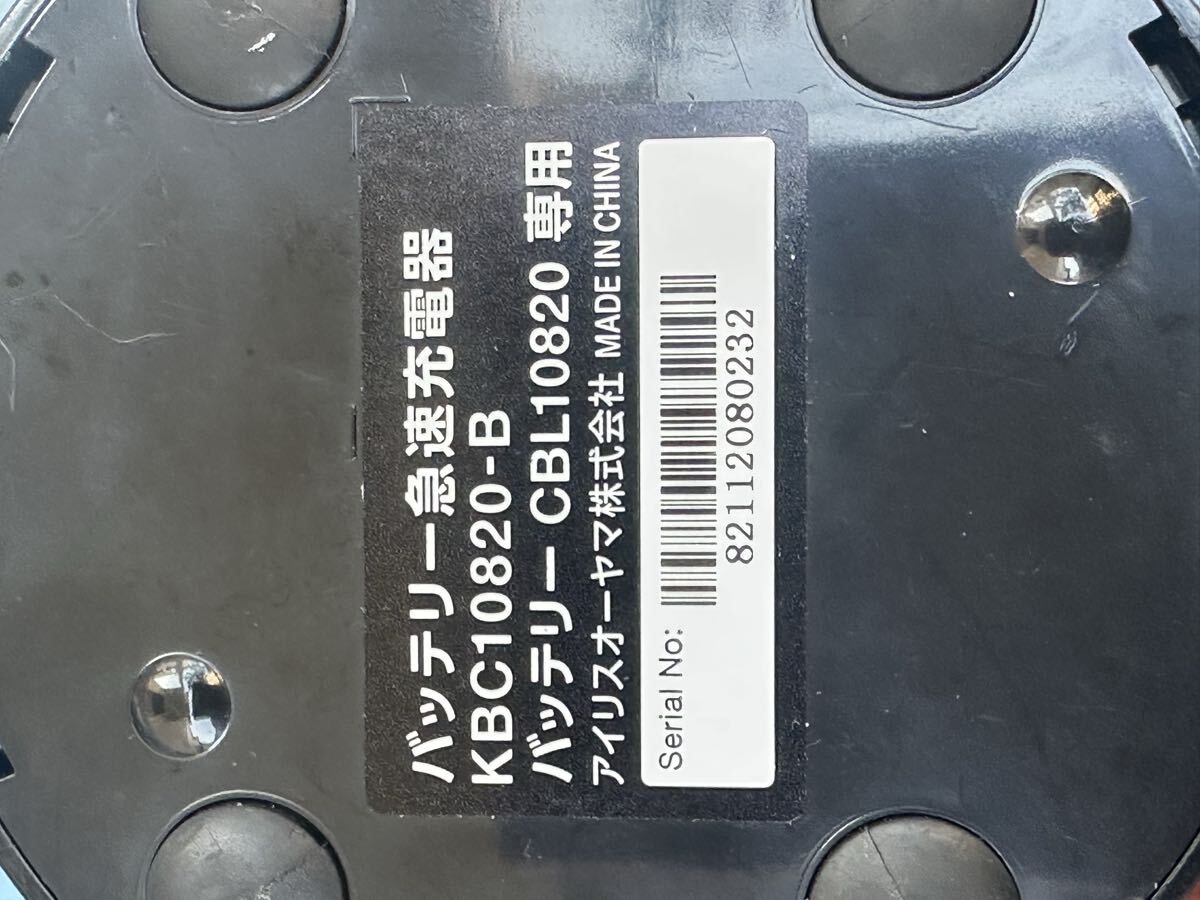 バッテリー急速充電器
KBC10820-B
バッテリー CBL10820 専用
アイリスオーヤマ株式会社 MADE IN CHINA
Serial No:
82112080232